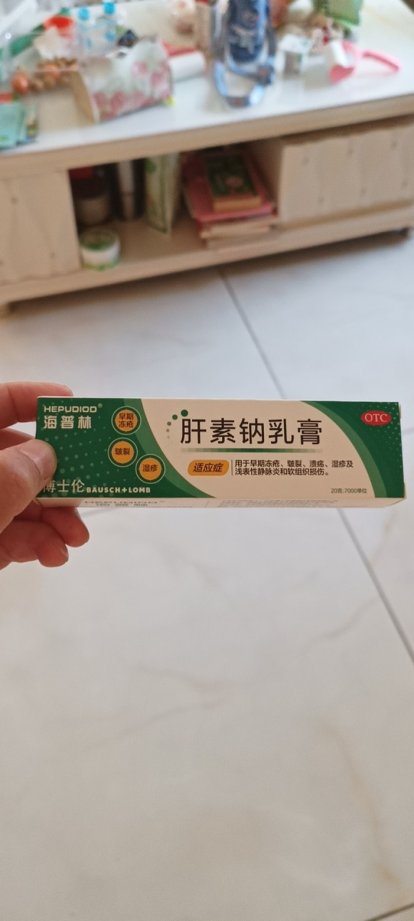 HEPUDIOD®
海普林
早期
冻疮
皲裂
湿疹
肝素钠乳膏
OTC
适应症
用于早期冻疮、皲裂、溃疡、湿疹及
浅表性静脉炎和软组织损伤。
博士伦 BAUSCH+LOMB
20克:7000单位